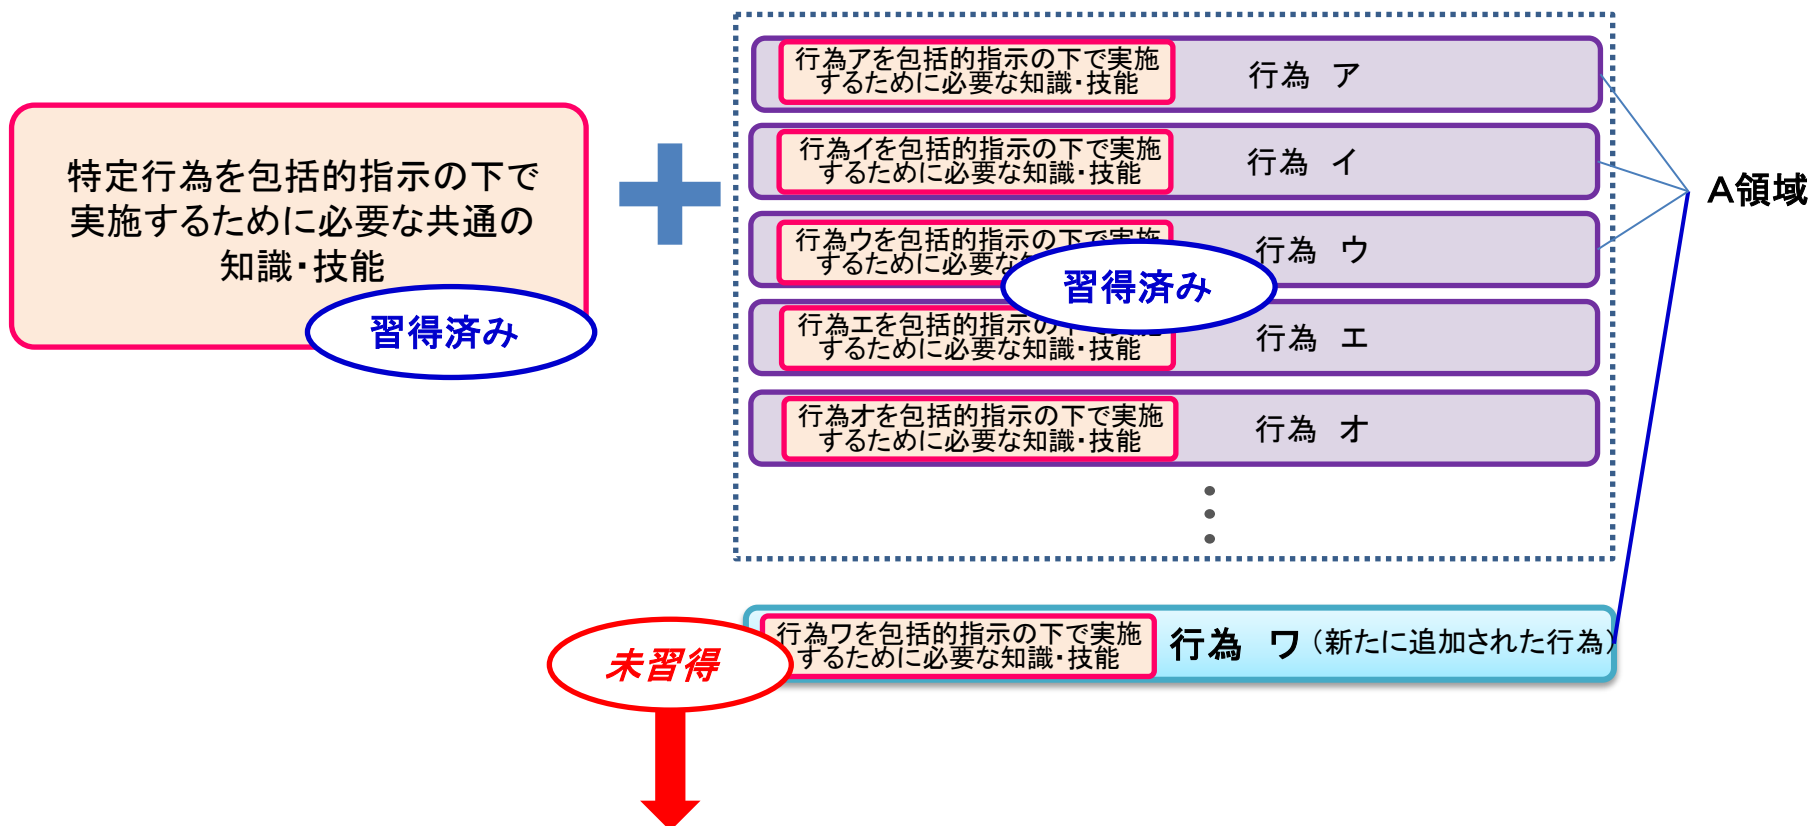 特定行為を包括的指示の下で
実施するために必要な共通の
知識・技能
習得済み
行為アを包括的指示の下で実施
するために必要な知識・技能
行為　ア
行為イを包括的指示の下で実施
するために必要な知識・技能
行為　イ
行為ウを包括的指示の下で実施
するために必要な
行為　ウ
習得済み
行為エを包括的指示の下で実施
するために必要な知識・技能
行為　エ
行為オを包括的指示の下で実施
するために必要な知識・技能
行為　オ
A領域
行為ワを包括的指示の下で実施
するために必要な知識・技能
行為　ワ（新たに追加された行為）
未習得